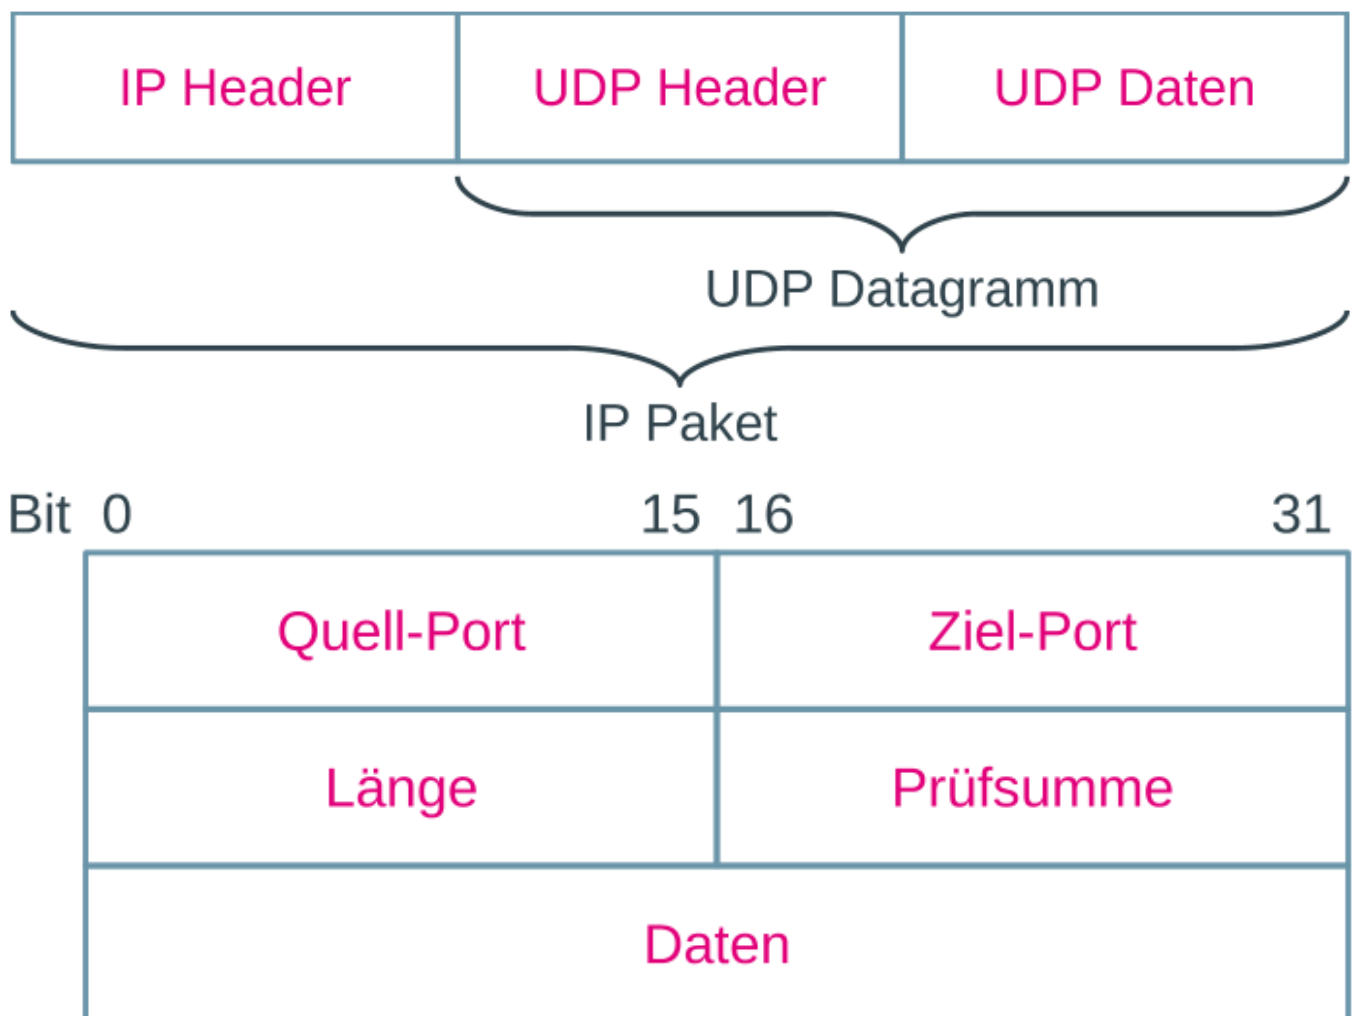 IP Header UDP Header UDP Daten
UDP Datagramm
IP Paket
Bit 0 15 16 31
Quell-Port Ziel-Port
Länge Prüfsumme
Daten